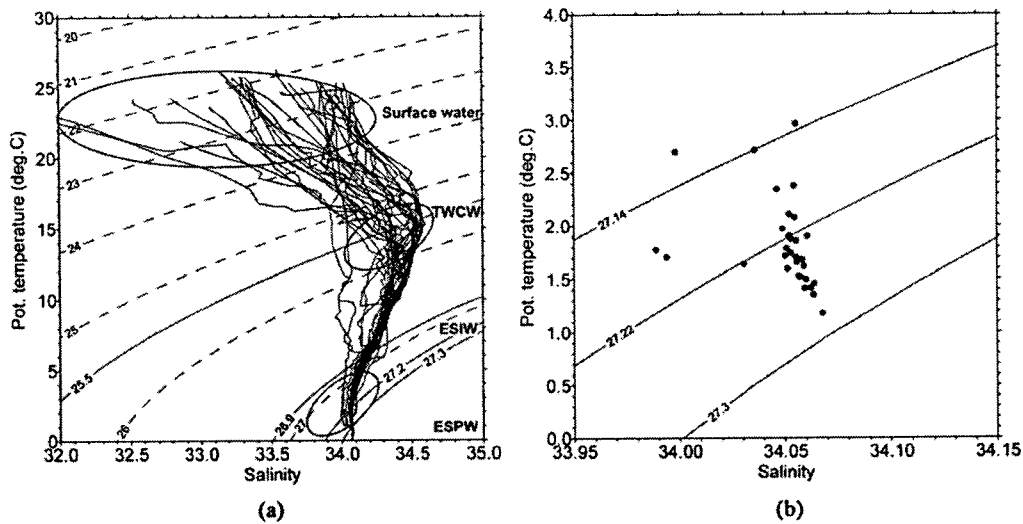 30
20
25
21
22
Surface water
20
23
TWCW
15
24
10
25
ESIW
25.5
27.2
27.3
5
26
26.9
27
ESPW
0
32.0 32.5 33.0 33.5 34.0 34.5 35.0
Pot. temperature (deg.C)
Salinity
(a)
4.0
3.5
3.0
2.5
27.14
2.0
1.5
27.22
1.0
0.5
27.3
0.0
33.95 34.00 34.05 34.10 34.15
Pot. temperature (deg.C)
Salinity
(b)